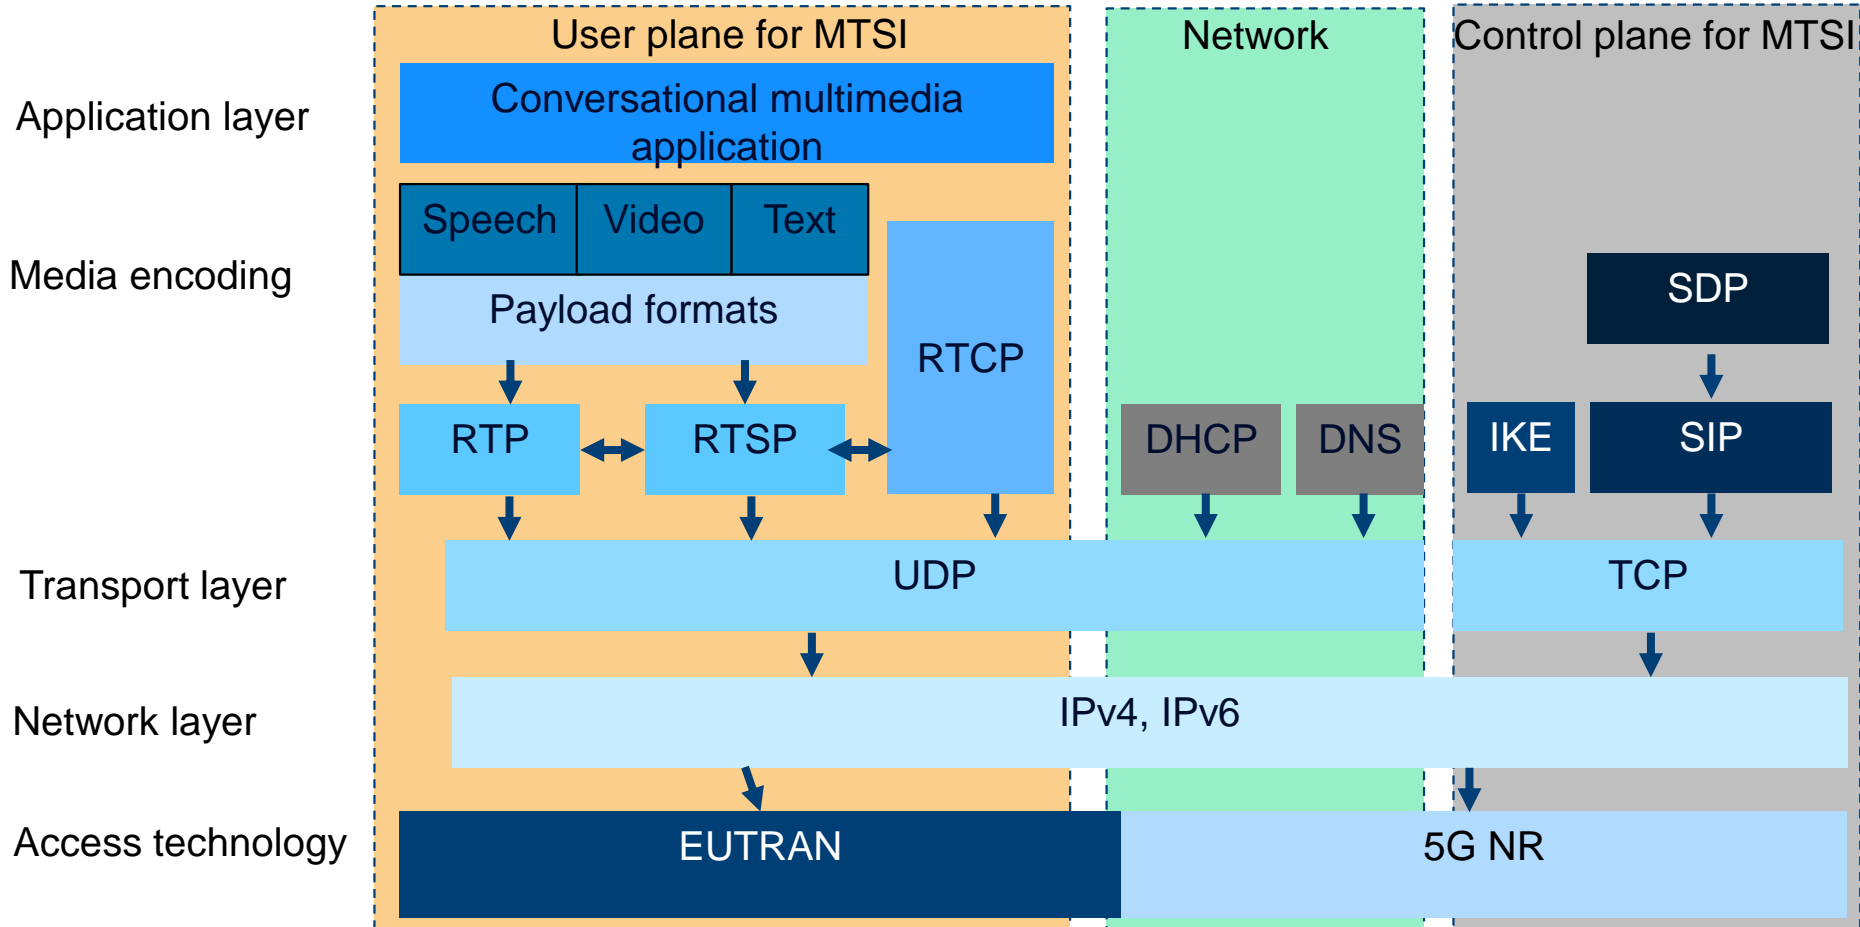 User plane for MTSI
Network
Control plane for MTSI
Application layer
Conversational multimedia
application
Speech
Video
Text
Media encoding
Payload formats
SDP
RTCP
RTP
RTSP
DHCP
DNS
IKE
SIP
Transport layer
UDP
TCP
Network layer
IPv4, IPv6
Access technology
EUTRAN
5G NR